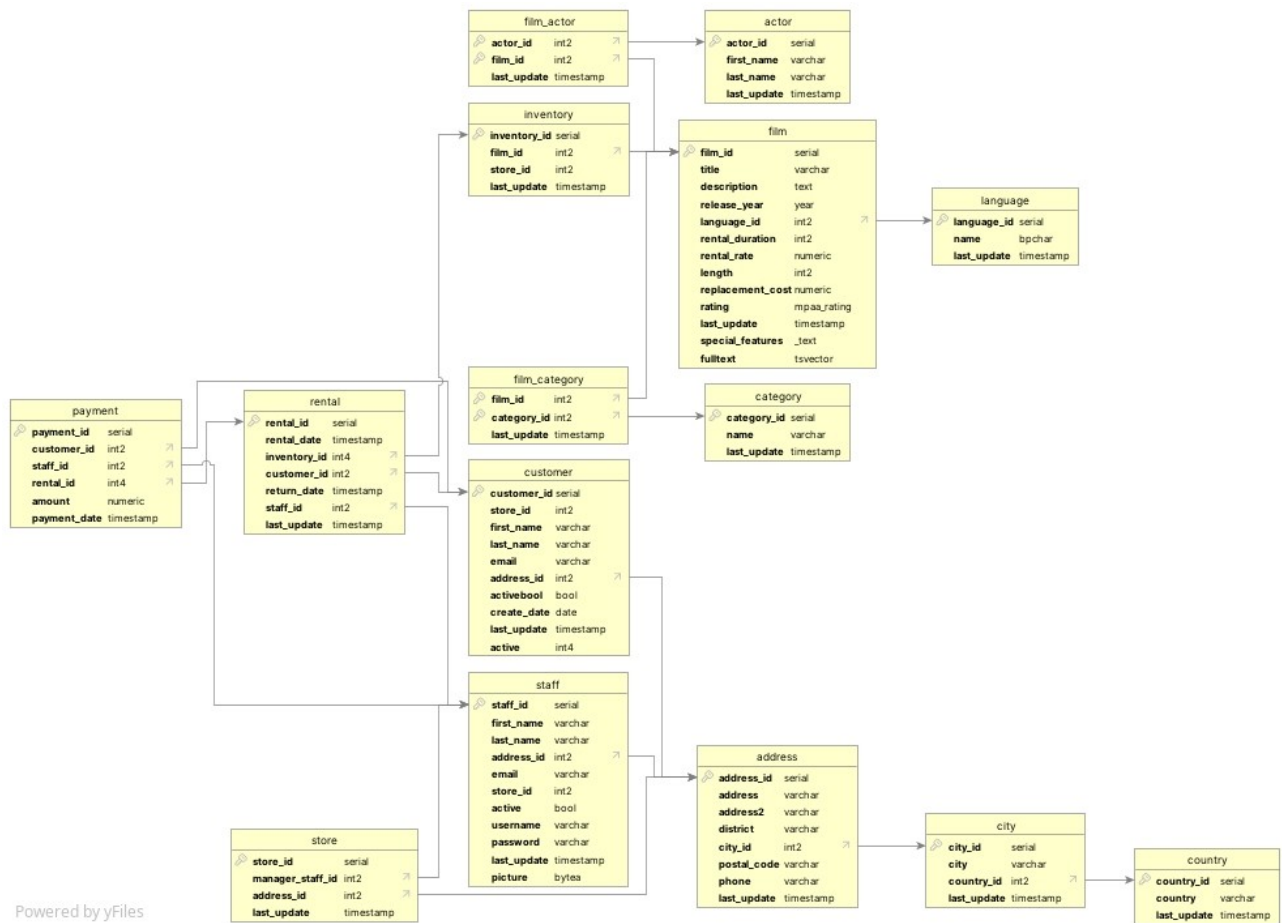 film_actor
actor_id int2
film_id int2
last_update timestamp
actor
actor_id serial
first_name varchar
last_name varchar
last_update timestamp
inventory
inventory_id serial
film_id int2
store_id int2
last_update timestamp
film
film_id serial
title varchar
description text
release_year year
language_id int2
rental_duration int2
rental_rate numeric
length int2
replacement_cost numeric
rating mpaa_rating
last_update timestamp
special_features _text
fulltext tsvector
language
language_id serial
name bpchar
last_update timestamp
film_category
film_id int2
category_id int2
last_update timestamp
category
category_id serial
name varchar
last_update timestamp
payment
payment_id serial
customer_id int2
staff_id int2
rental_id int4
amount numeric
payment_date timestamp
rental
rental_id serial
rental_date timestamp
inventory_id int4
customer_id int2
return_date timestamp
staff_id int2
last_update timestamp
customer
customer_id serial
store_id int2
first_name varchar
last_name varchar
email varchar
address_id int2
activebool bool
create_date date
last_update timestamp
active int4
staff
staff_id serial
first_name varchar
last_name varchar
address_id int2
email varchar
store_id int2
active bool
username varchar
password varchar
last_update timestamp
picture bytea
store
store_id serial
manager_staff_id int2
address_id int2
last_update timestamp
address
address_id serial
address varchar
address2 varchar
district varchar
city_id int2
postal_code varchar
phone varchar
last_update timestamp
city
city_id serial
city varchar
country_id int2
last_update timestamp
country
country_id serial
country varchar
last_update timestamp
Powered by yFiles